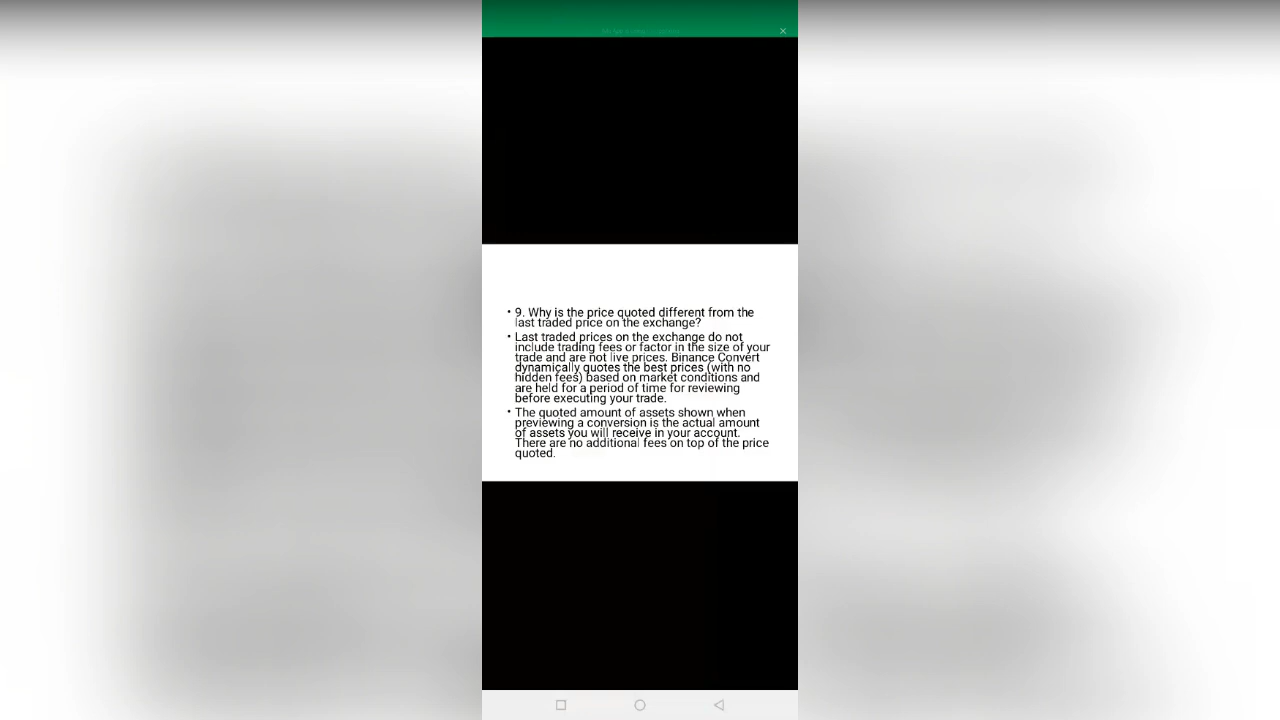 • 9. Why is the price quoted different from the
last traded price on the exchange?
• Last traded prices on the exchange do not
include trading fees or factor in the size of your
trade and are not live prices. Binance Convert
dynamically quotes the best prices (with no
hidden fees) based on market conditions and
are held for a period of time for reviewing
before executing your trade.
• The quoted amount of assets shown when
previewing a conversion is the actual amount
of assets you will receive in your account.
There are no additional fees on top of the price
quoted.